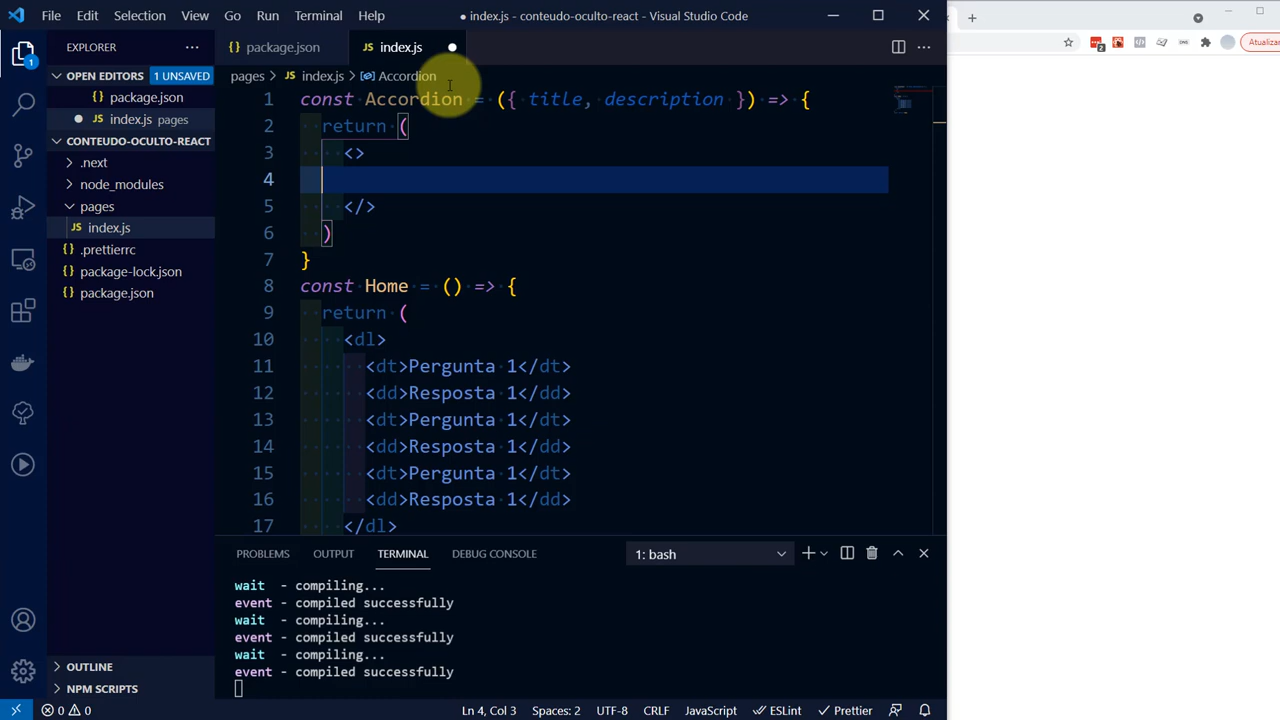 File Edit Selection View Go Run Terminal Help
● index.js - conteudo-oculto-react - Visual Studio Code
EXPLORER
OPEN EDITORS 1 UNSAVED
{} package.json
● index.js pages
CONTEUDO-OCULTO-REACT
.next
node_modules
pages
JS index.js
{} .prettierrc
{} package-lock.json
{} package.json
OUTLINE
NPM SCRIPTS
1
{} package.json
JS index.js ●
pages > JS index.js > Accordion
1 const Accordion = ({ title, description }) => {
2 return (
3 <>
4
5 </>
6 )
7 }
8 const Home = () => {
9 return (
10 <dl>
11 <dt>Pergunta 1</dt>
12 <dd>Resposta 1</dd>
13 <dt>Pergunta 1</dt>
14 <dd>Resposta 1</dd>
15 <dt>Pergunta 1</dt>
16 <dd>Resposta 1</dd>
17 </dl>
PROBLEMS OUTPUT TERMINAL DEBUG CONSOLE 1: bash
wait - compiling...
event - compiled successfully
wait - compiling...
event - compiled successfully
wait - compiling...
event - compiled successfully
0 0 Ln 4, Col 3 Spaces: 2 UTF-8 CRLF JavaScript ESLint Prettier
2